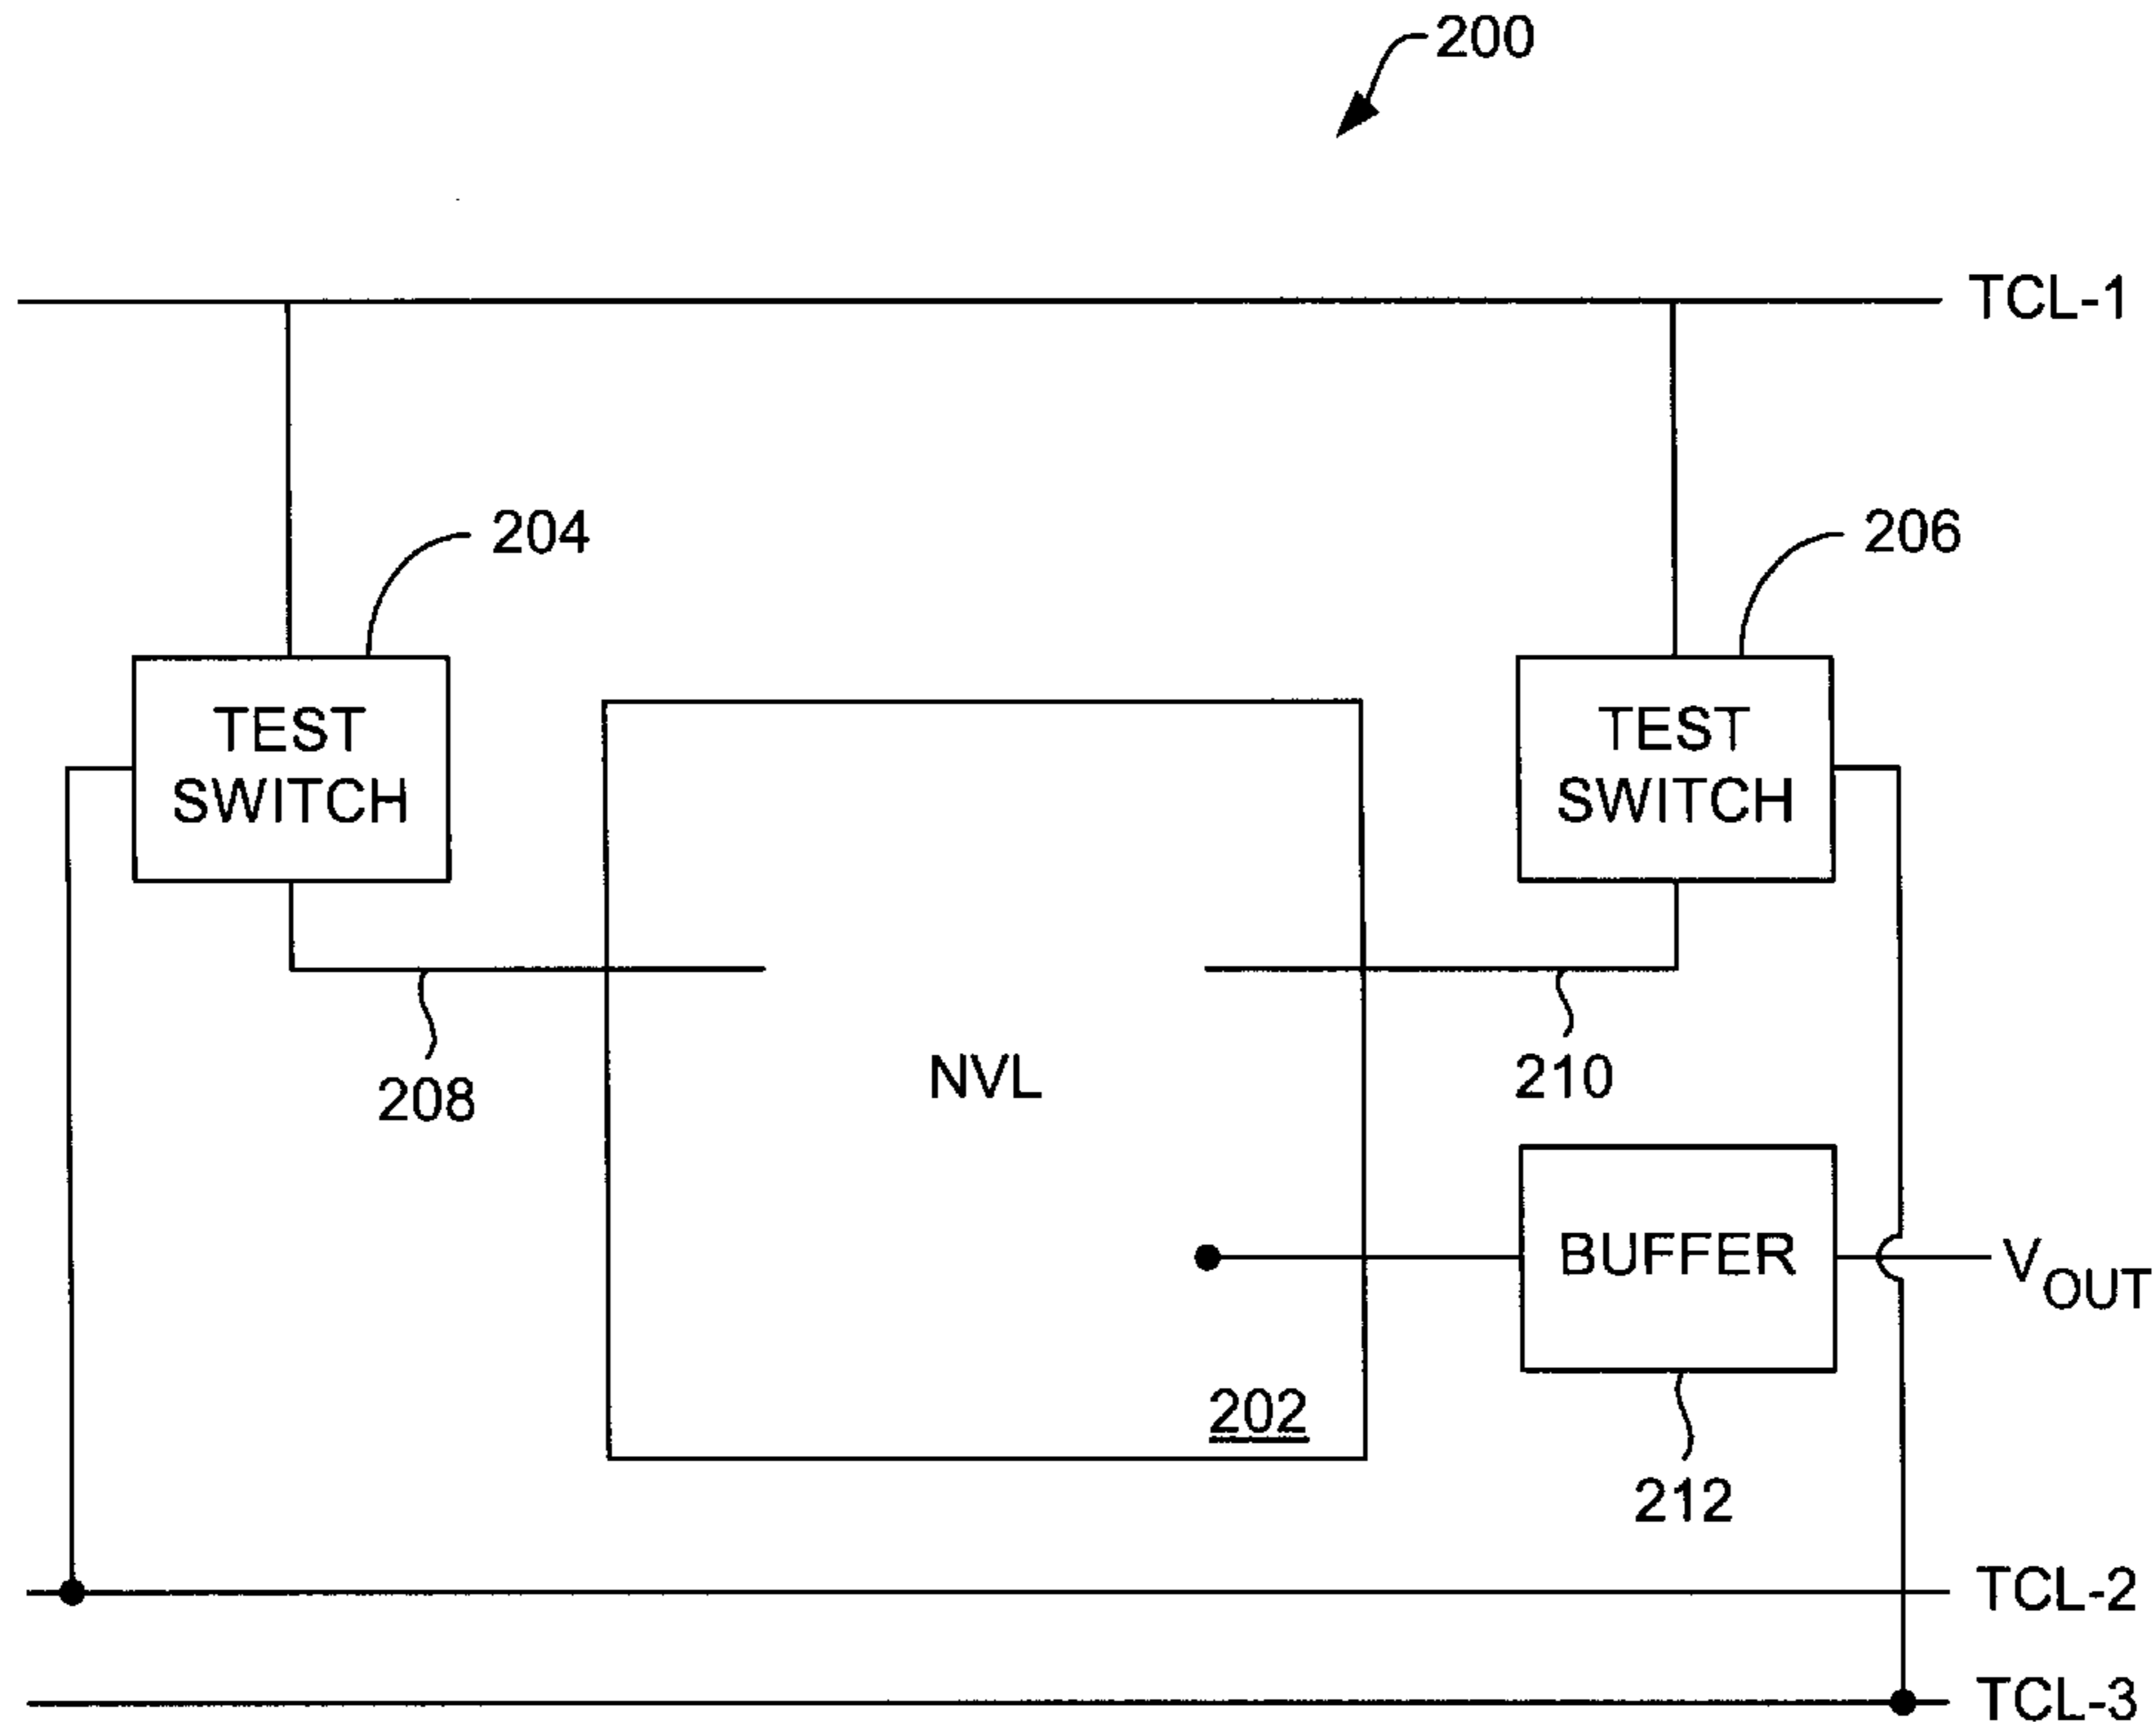 200
TCL-1
204
206
TEST
SWITCH
TEST
SWITCH
208
NVL
210
BUFFER
VOUT
202
212
TCL-2
TCL-3